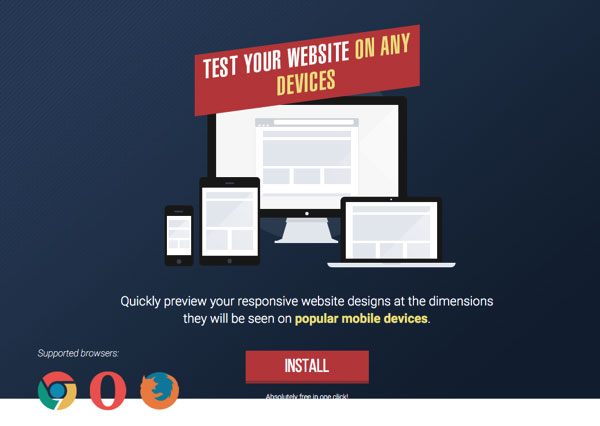 TEST YOUR WEBSITE ON ANY
DEVICES
Quickly preview your responsive website designs at the dimensions
they will be seen on popular mobile devices.
Supported browsers:
INSTALL
Absolutely free in one click!